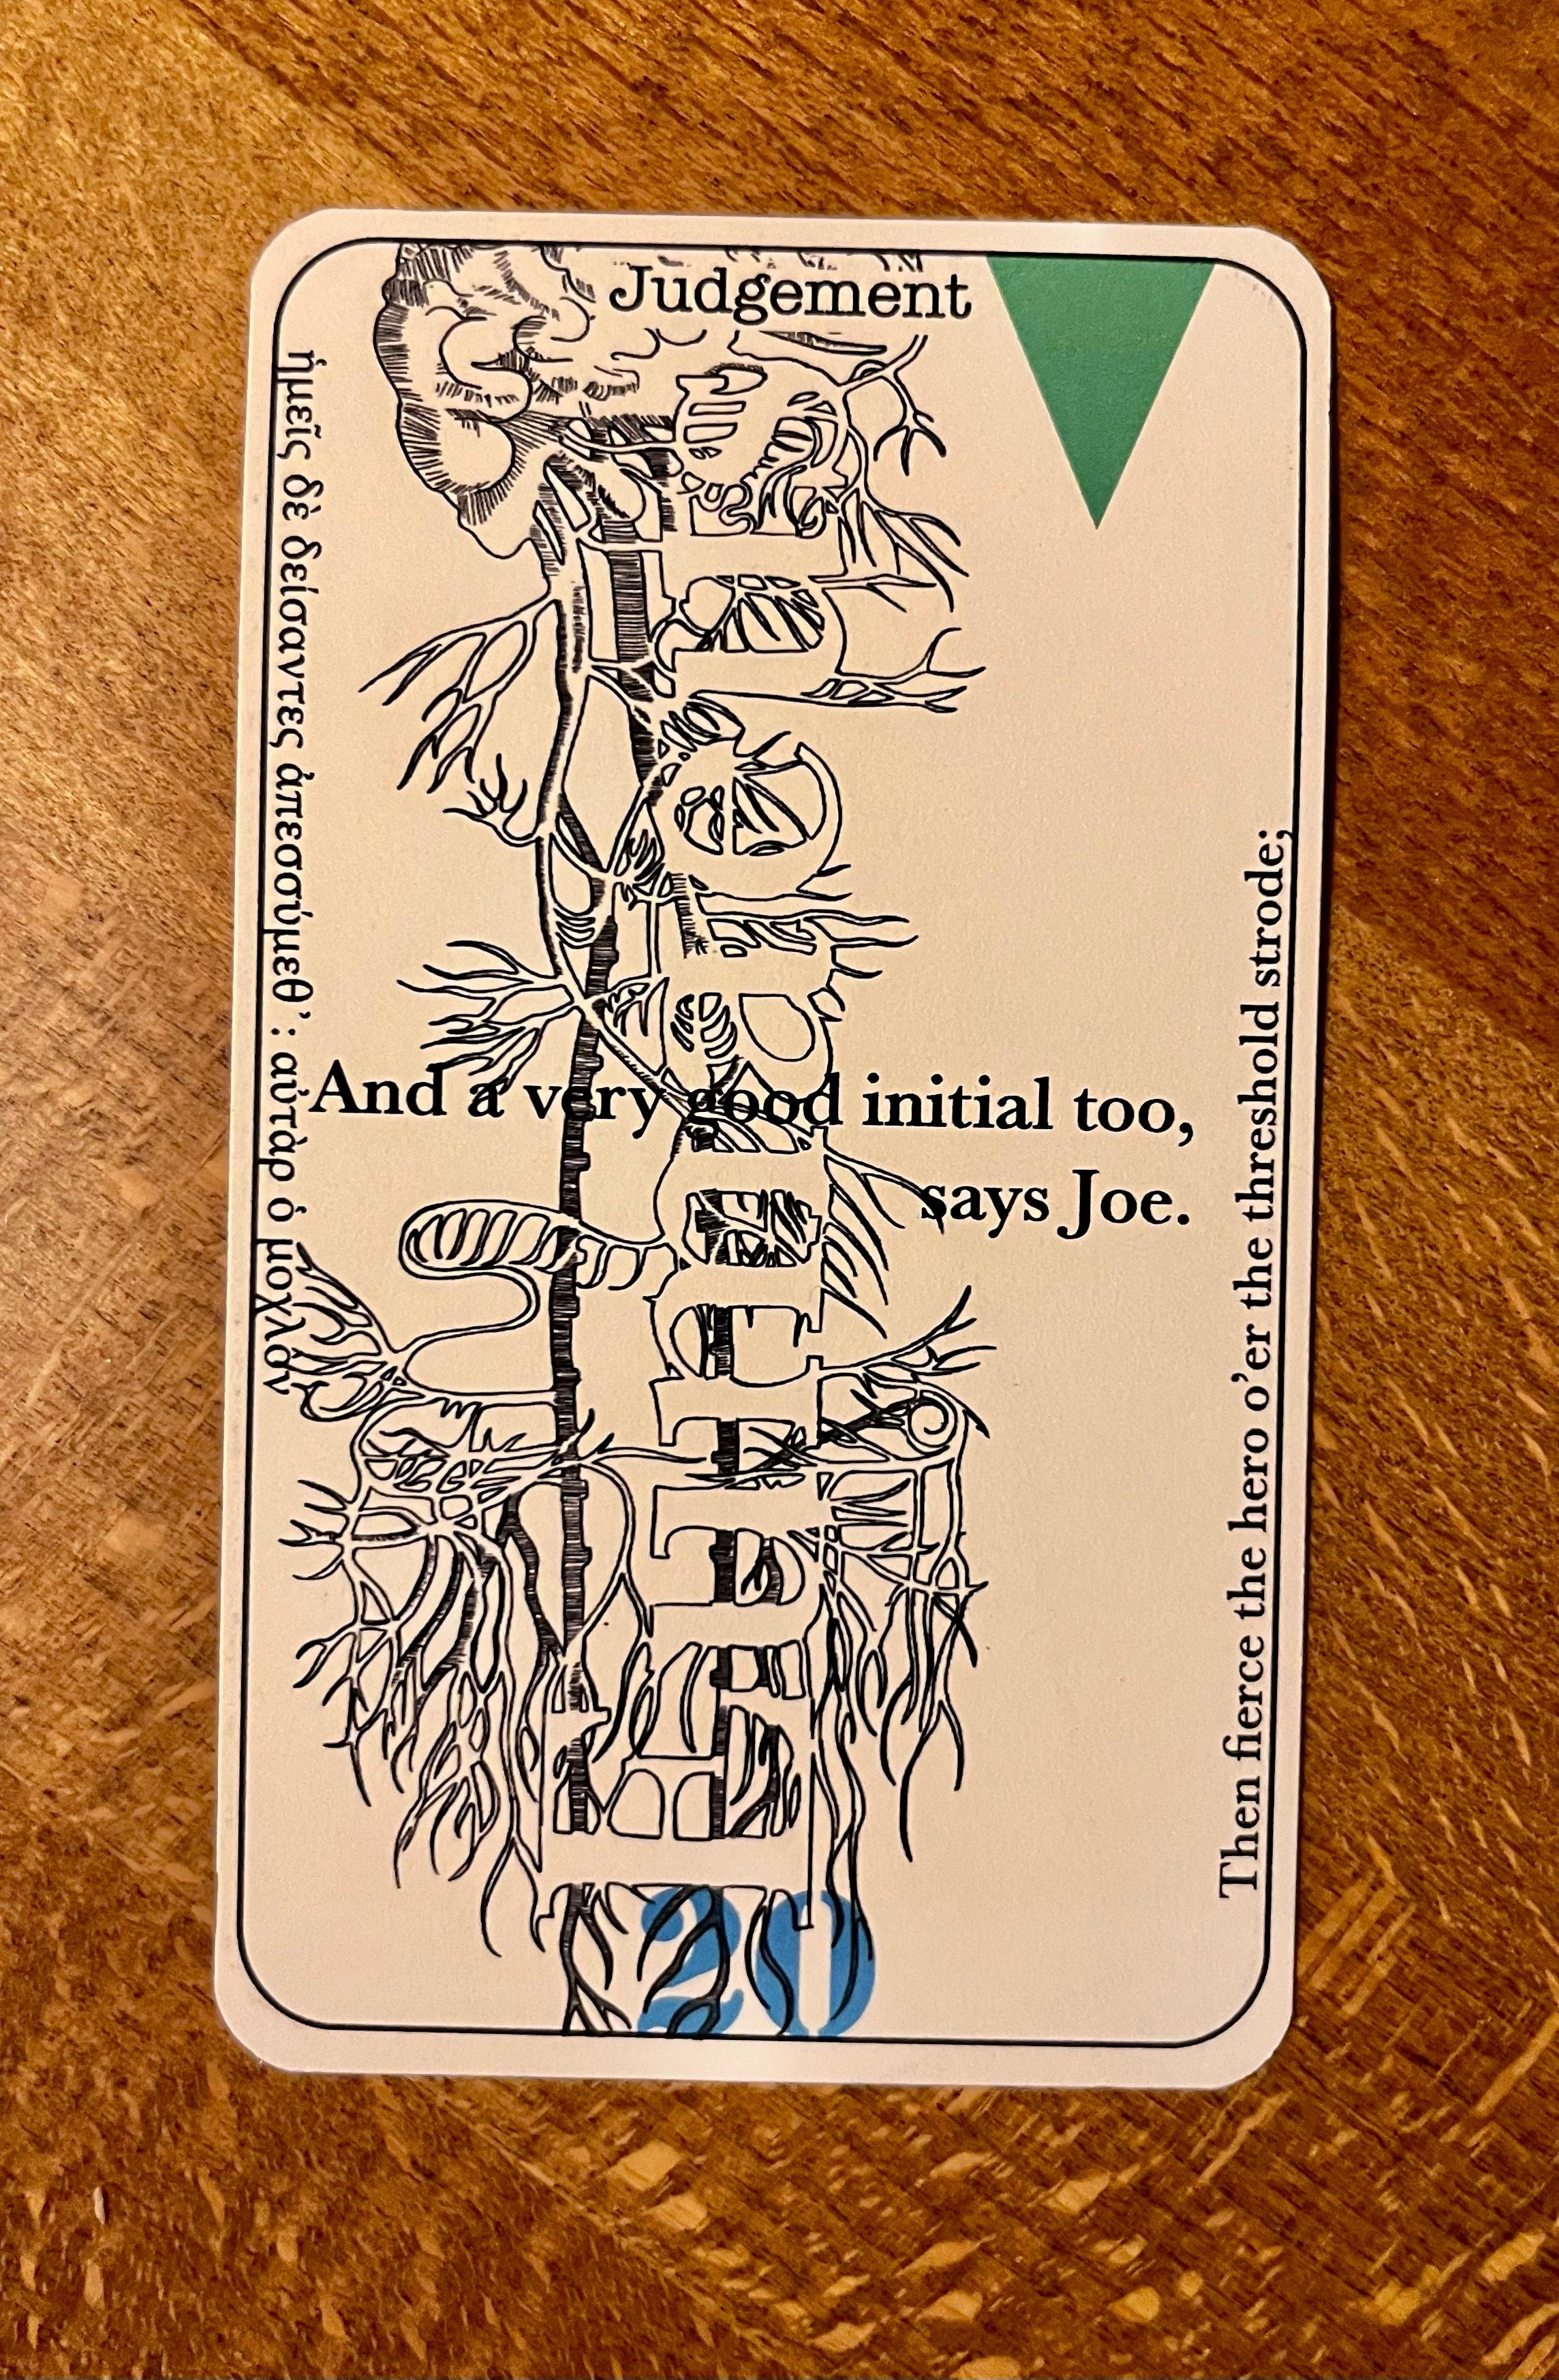 Judgement
ἡμεῖς δὲ δείσαντες ἀπεσσύμεθ᾽: αὐτὰρ ὁ μοχλὸν
And a very good initial too,
says Joe.
Then fierce the hero o’er the threshold strode;
20